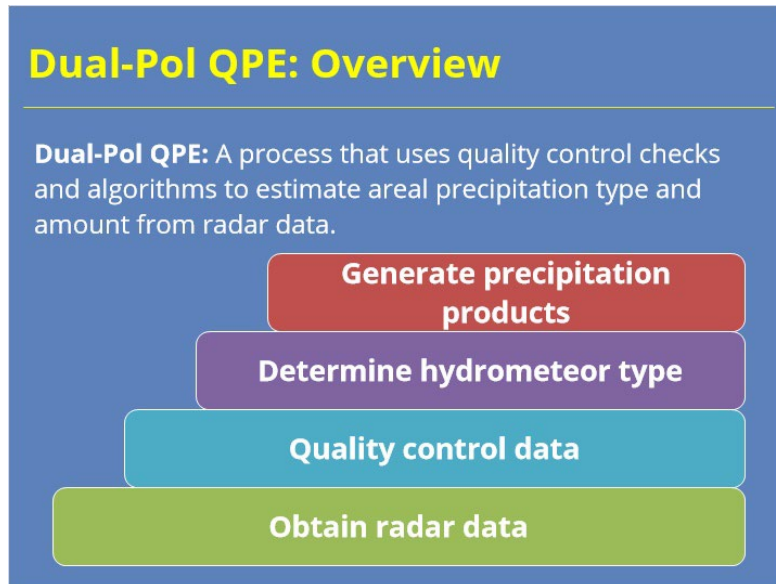 Dual-Pol QPE: Overview
Dual-Pol QPE: A process that uses quality control checks
and algorithms to estimate areal precipitation type and
amount from radar data.
Generate precipitation
products
Determine hydrometeor type
Quality control data
Obtain radar data